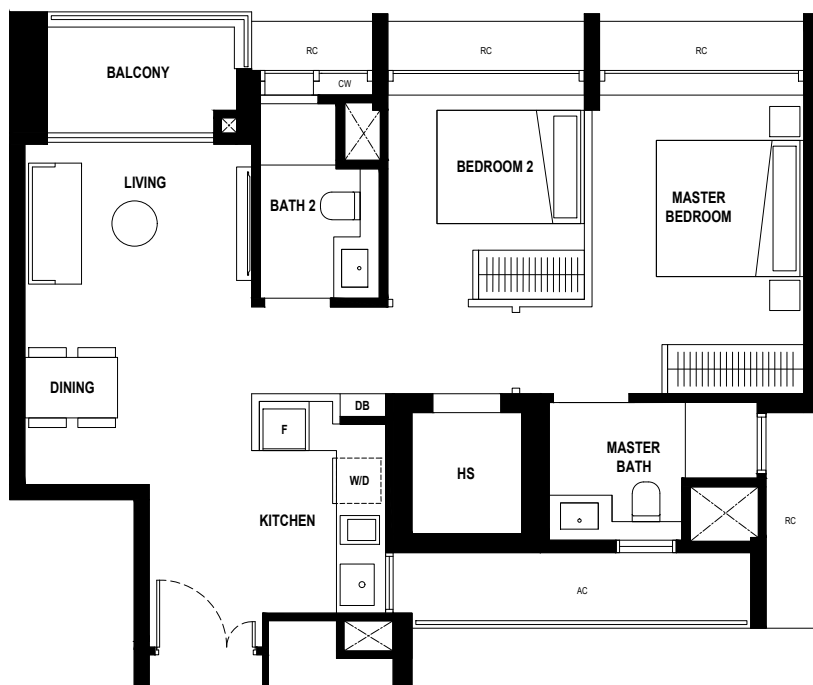 RC
RC
RC
BALCONY
CW
BEDROOM 2
LIVING
MASTER
BEDROOM
BATH 2
DINING
DB
F
MASTER
BATH
HS
W/D
KITCHEN
RC
AC